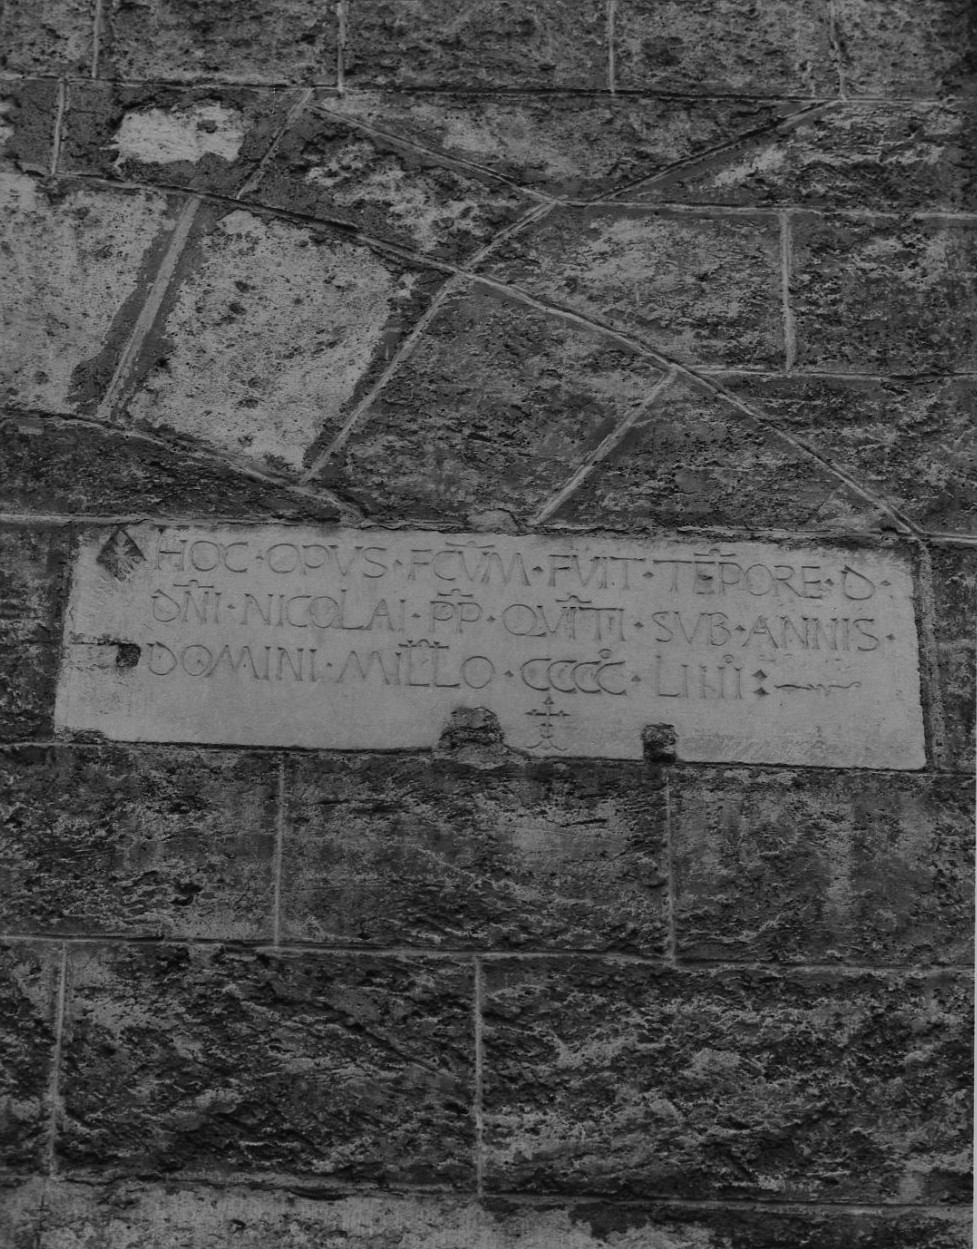 HOC·OPVS·FCVM·FVIT·TEPORE·D·
DNI·NICOLAI·PP·QVITI·SVB·ANNIS·
DOMINI·MILLO·CCCC·LIIII